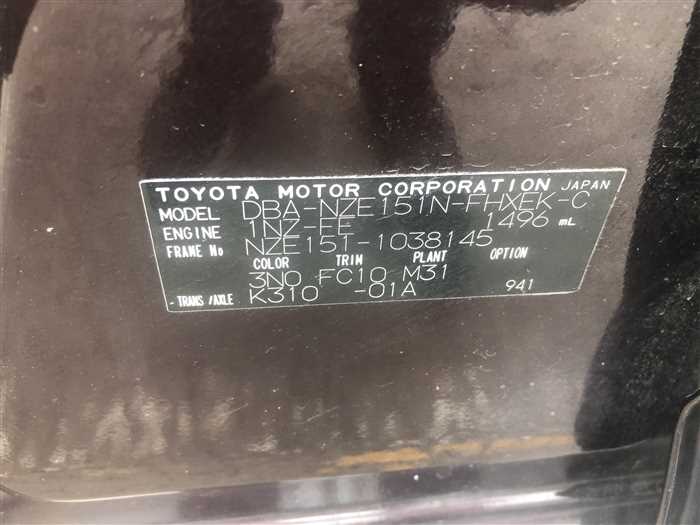 TOYOTA MOTOR CORPORATION JAPAN
MODEL DBA-NZE151N-FHXEK-C
ENGINE 1NZ-FE 1496 mL
FRAME No NZE151-1038145
COLOR TRIM PLANT OPTION
3N0 FC10 M31
-TRANS /AXLE K310 -01A 941